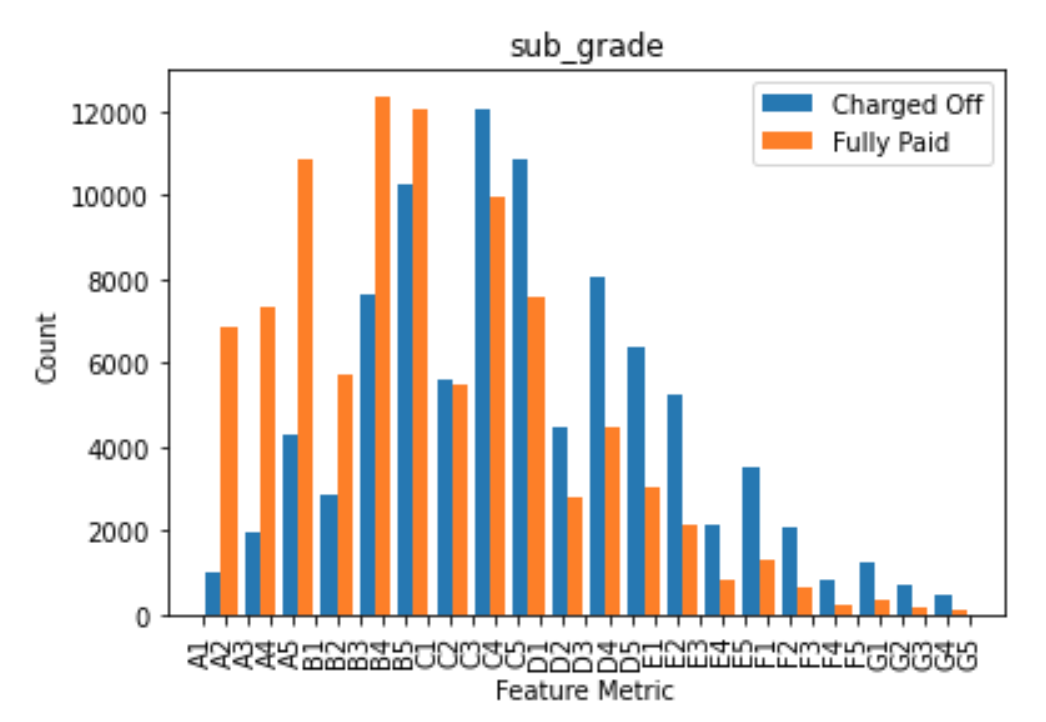 sub_grade
Charged Off
Fully Paid
12000
10000
8000
6000
4000
2000
0
Count
A1 A2 A3 A4 A5 B1 B2 B3 B4 B5 C1 C2 C3 C4 C5 D1 D2 D3 D4 D5 E1 E2 E3 E4 E5 F1 F2 F3 F4 F5 G1 G2 G3 G4 G5
Feature Metric